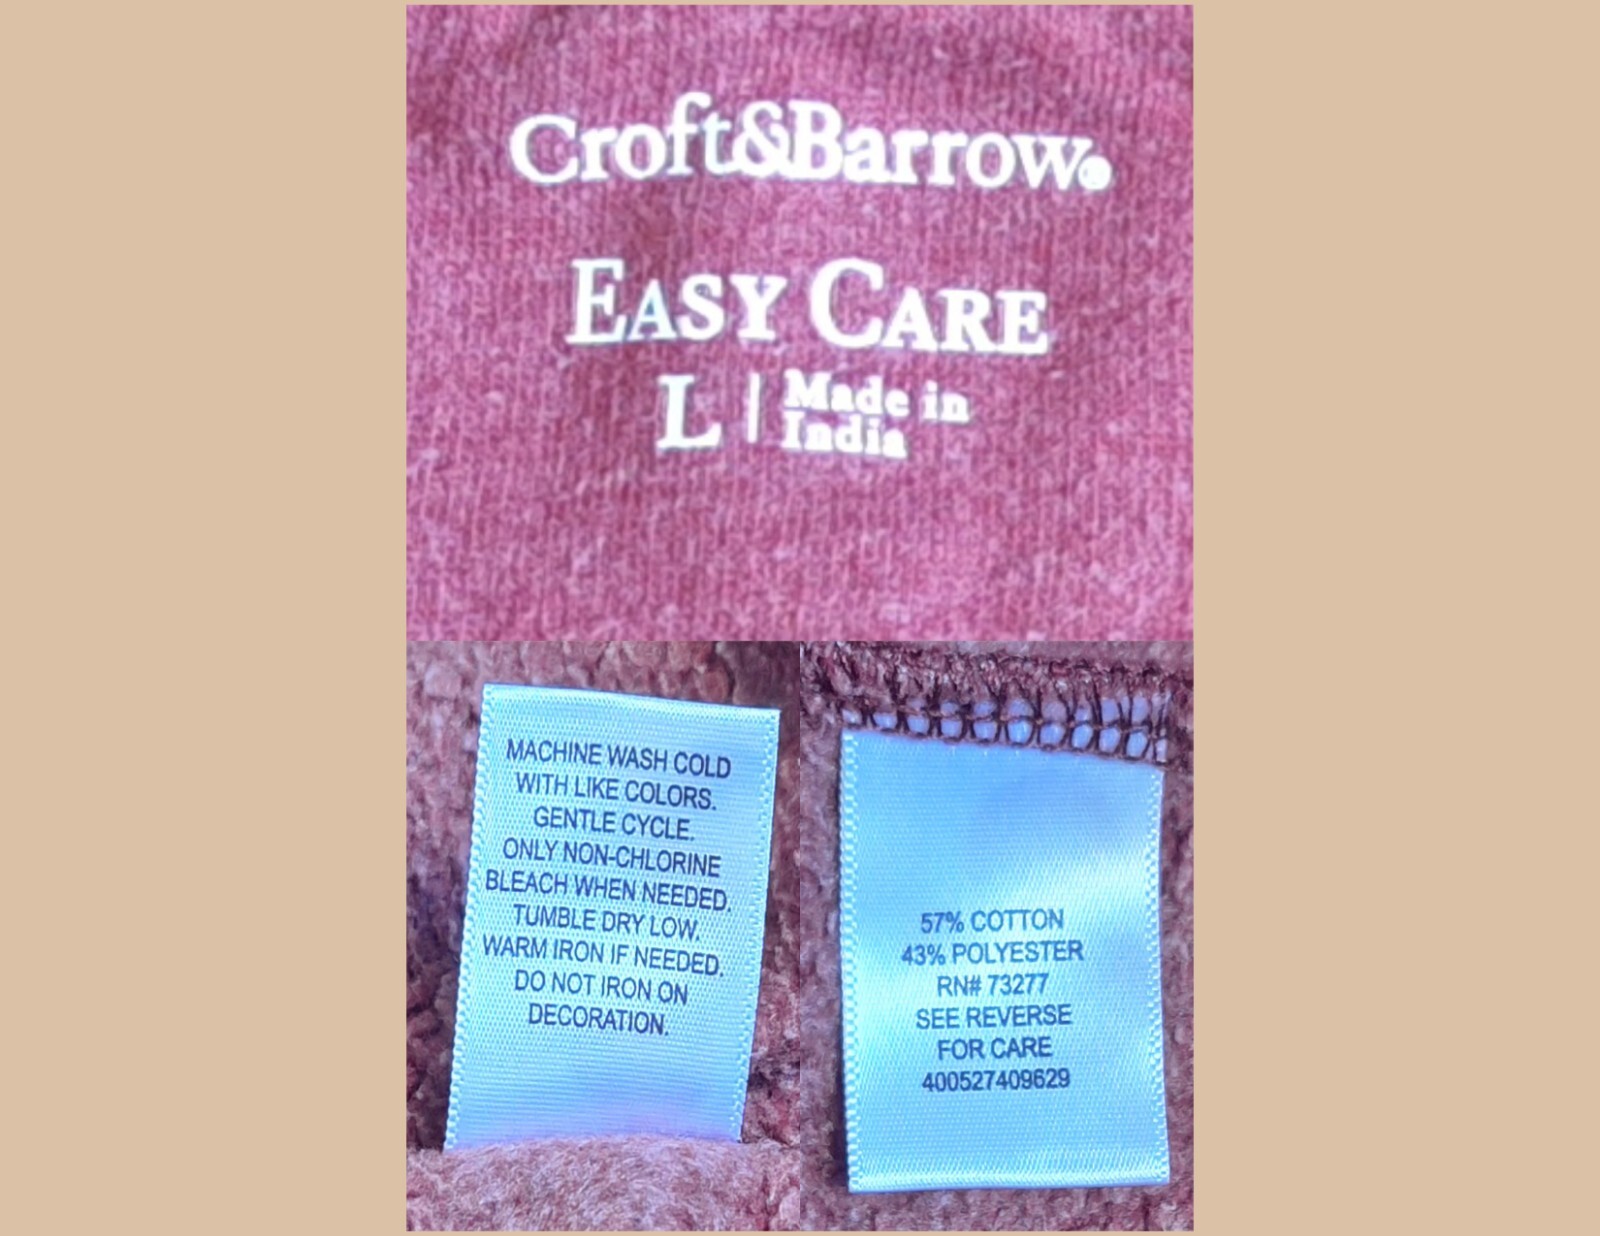 Croft&Barrow®
EASY CARE
L | Made in
India
MACHINE WASH COLD
WITH LIKE COLORS.
GENTLE CYCLE.
ONLY NON-CHLORINE
BLEACH WHEN NEEDED.
TUMBLE DRY LOW.
WARM IRON IF NEEDED.
DO NOT IRON ON
DECORATION.
57% COTTON
43% POLYESTER
RN# 73277
SEE REVERSE
FOR CARE
400527409629